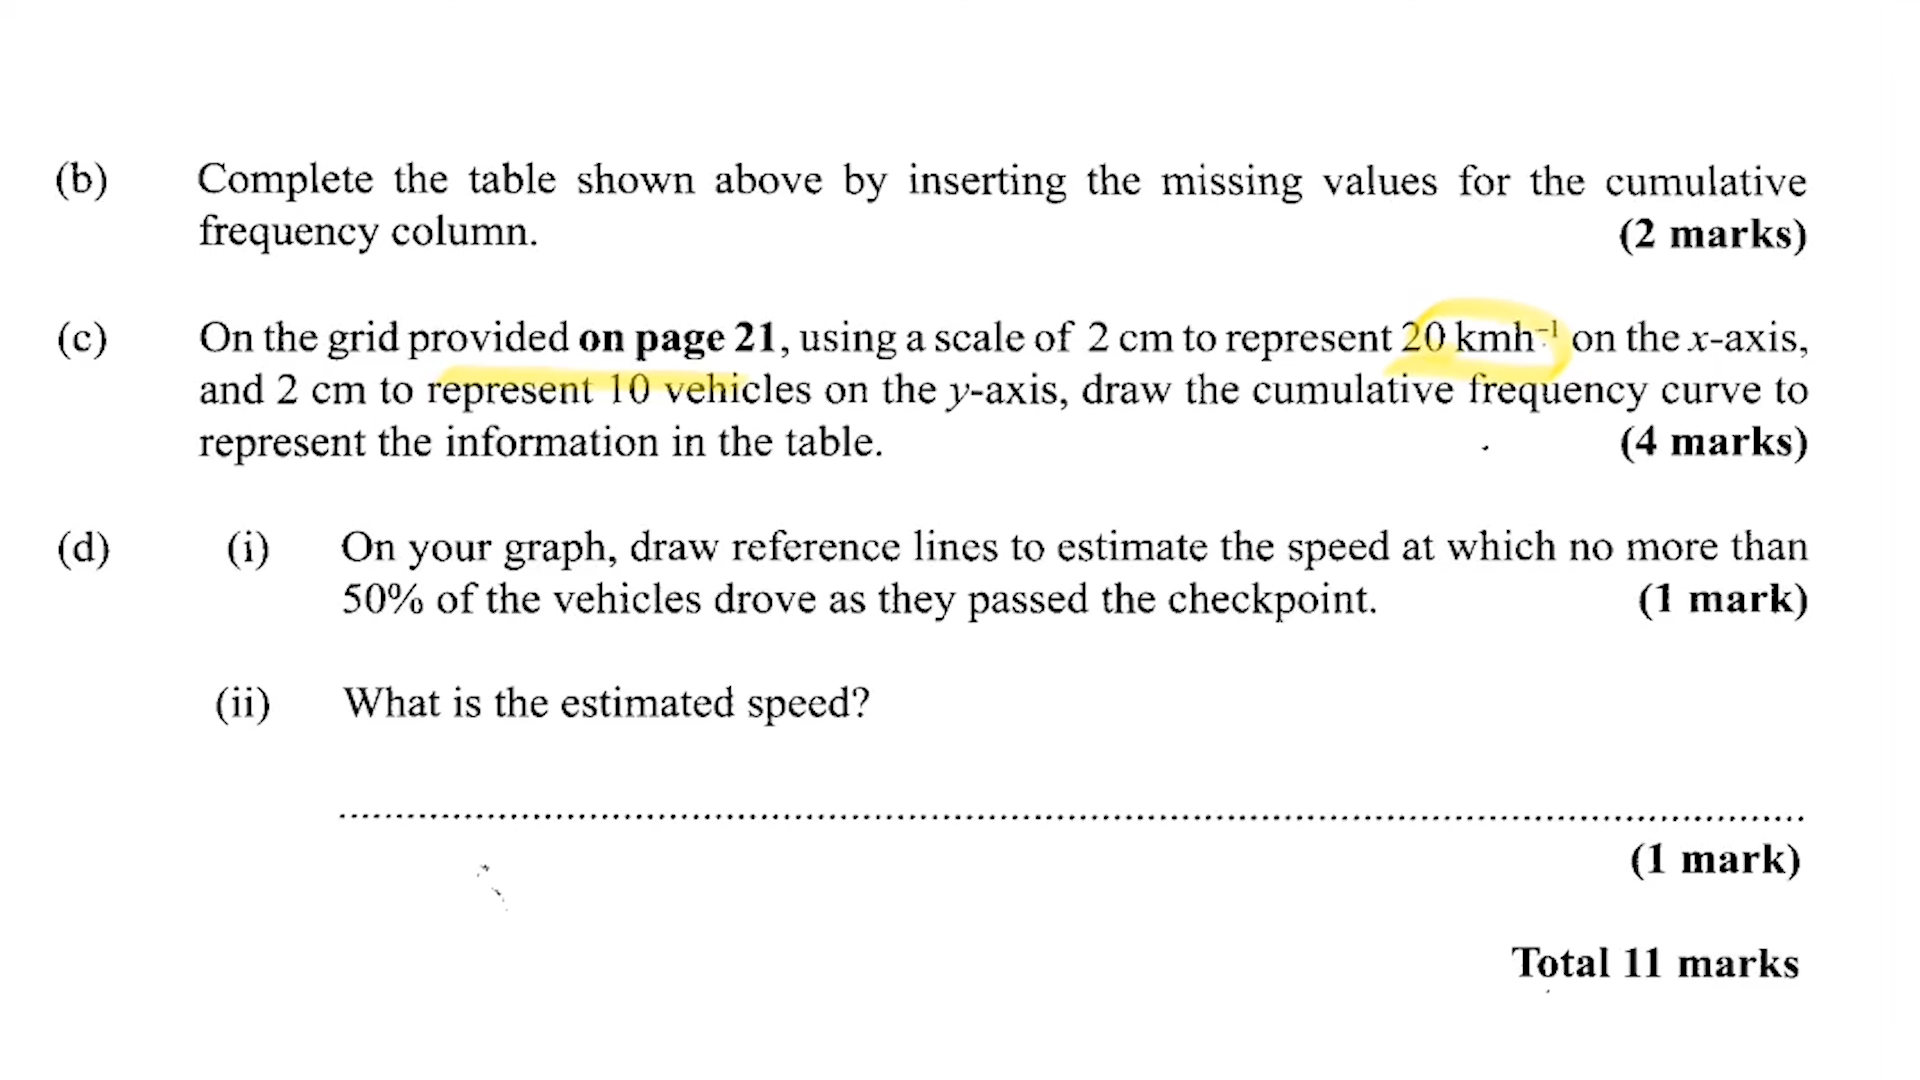 (b) Complete the table shown above by inserting the missing values for the cumulative
frequency column. (2 marks)
(c) On the grid provided on page 21, using a scale of 2 cm to represent 20 kmh⁻¹ on the x-axis,
and 2 cm to represent 10 vehicles on the y-axis, draw the cumulative frequency curve to
represent the information in the table. (4 marks)
(d) (i) On your graph, draw reference lines to estimate the speed at which no more than
50% of the vehicles drove as they passed the checkpoint. (1 mark)
(ii) What is the estimated speed?
(1 mark)
Total 11 marks